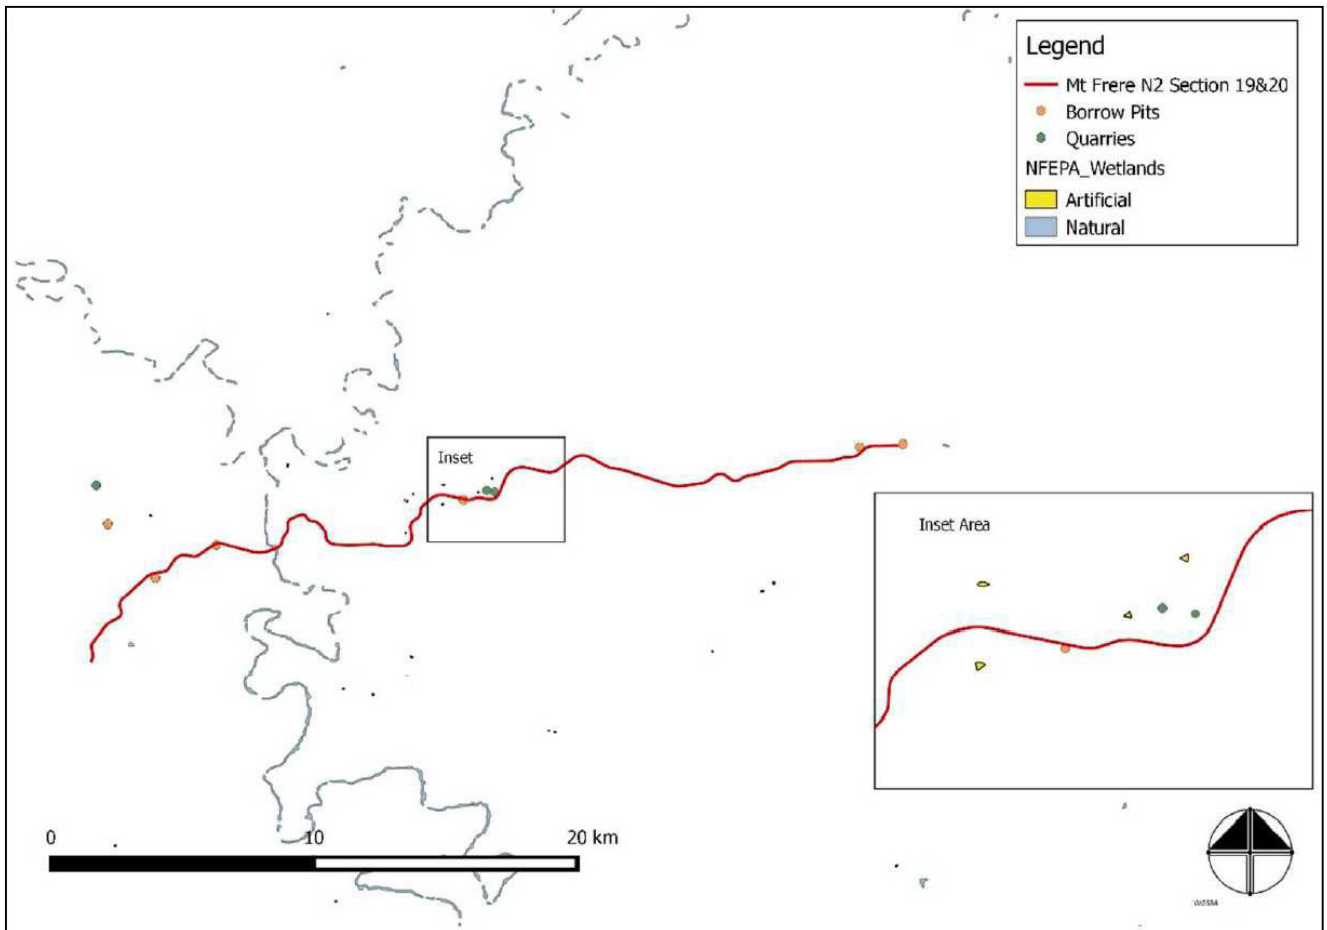 Legend
Mt Frere N2 Section 19&20
Borrow Pits
Quarries
NFEPA_Wetlands
Artificial
Natural
Inset
Inset Area
0 10 20 km